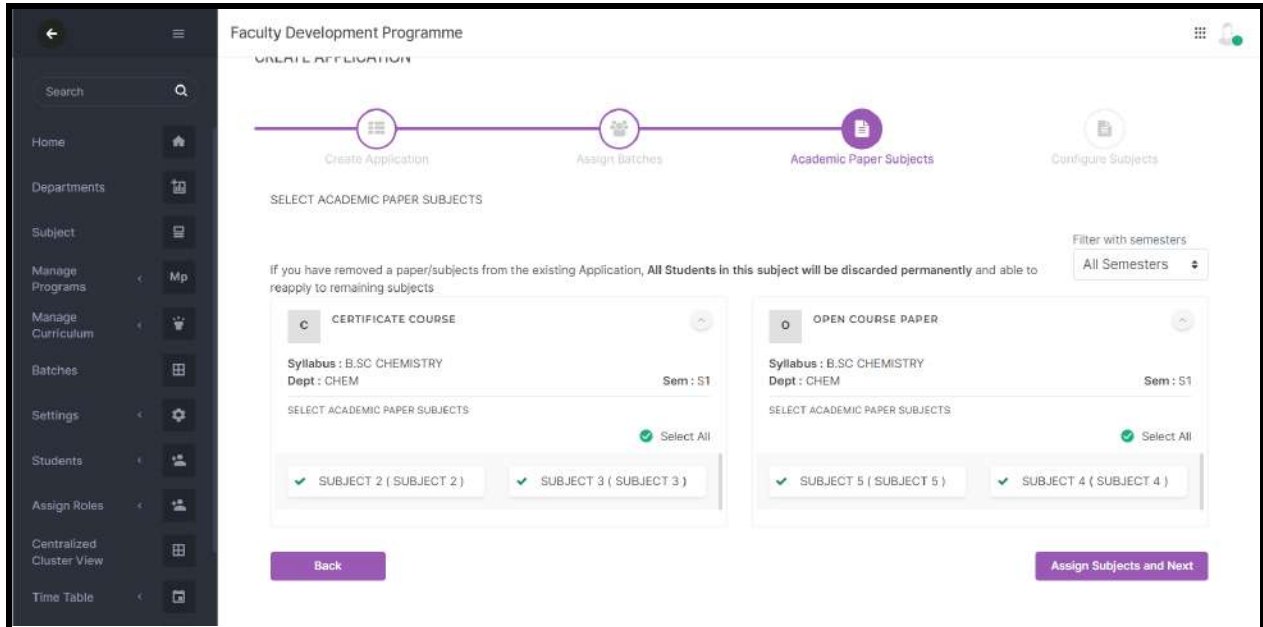 Faculty Development Programme
CREATE APPLICATION
Search
Home
Departments
Subject
Manage
Programs
Mp
Manage
Curriculum
Batches
Settings
Students
Assign Roles
Centralized
Cluster View
Time Table
Create Application
Assign Batches
Academic Paper Subjects
Configure Subjects
SELECT ACADEMIC PAPER SUBJECTS
Filter with semesters
All Semesters
If you have removed a paper/subjects from the existing Application, All Students in this subject will be discarded permanently and able to
reapply to remaining subjects
C CERTIFICATE COURSE
Syllabus : B.SC CHEMISTRY
Dept : CHEM Sem : S1
SELECT ACADEMIC PAPER SUBJECTS
Select All
SUBJECT 2 ( SUBJECT 2 ) SUBJECT 3 ( SUBJECT 3 )
O OPEN COURSE PAPER
Syllabus : B.SC CHEMISTRY
Dept : CHEM Sem : S1
SELECT ACADEMIC PAPER SUBJECTS
Select All
SUBJECT 5 ( SUBJECT 5 ) SUBJECT 4 ( SUBJECT 4 )
Back
Assign Subjects and Next